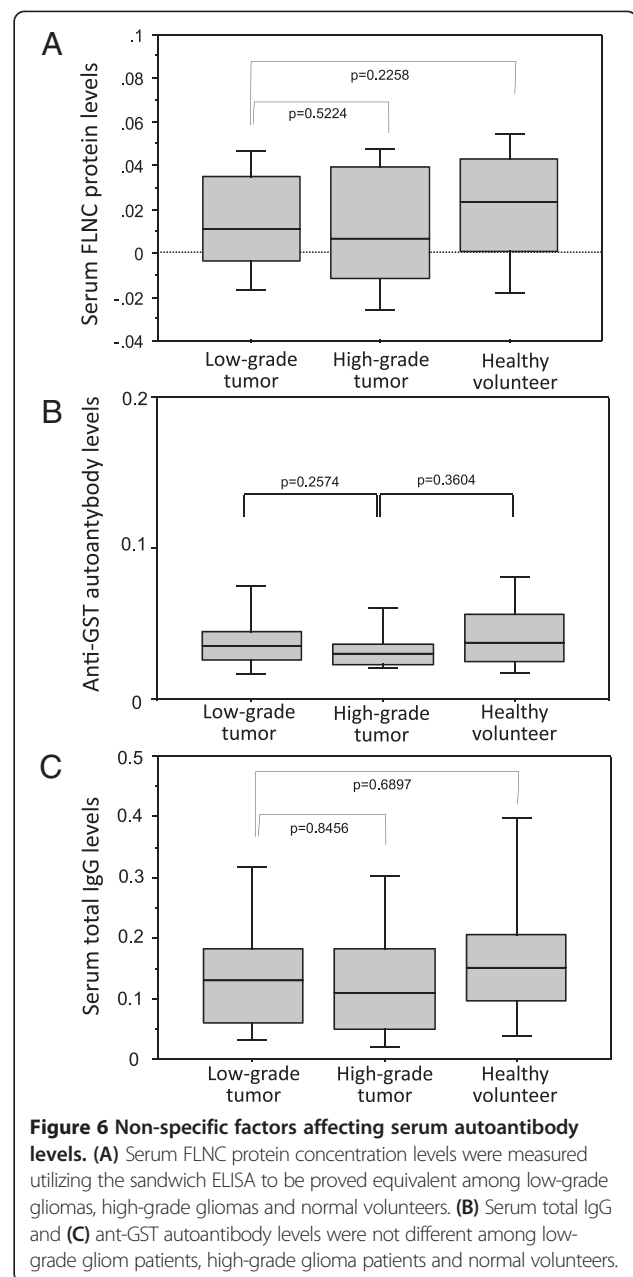 A
Serum FLNC protein levels
.1
.08
.06
.04
.02
0
-.02
-.04
p=0.2258
p=0.5224
Low-grade
tumor
High-grade
tumor
Healthy
volunteer
B
Anti-GST autoantybody levels
0.2
0.1
0
p=0.2574
p=0.3604
Low-grade
tumor
High-grade
tumor
Healthy
volunteer
C
Serum total IgG levels
0.5
0.4
0.3
0.2
0.1
0
p=0.6897
p=0.8456
Low-grade
tumor
High-grade
tumor
Healthy
volunteer
Figure 6 Non-specific factors affecting serum autoantibody
levels. (A) Serum FLNC protein concentration levels were measured
utilizing the sandwich ELISA to be proved equivalent among low-grade
gliomas, high-grade gliomas and normal volunteers. (B) Serum total IgG
and (C) ant-GST autoantibody levels were not different among low-
grade gliom patients, high-grade glioma patients and normal volunteers.